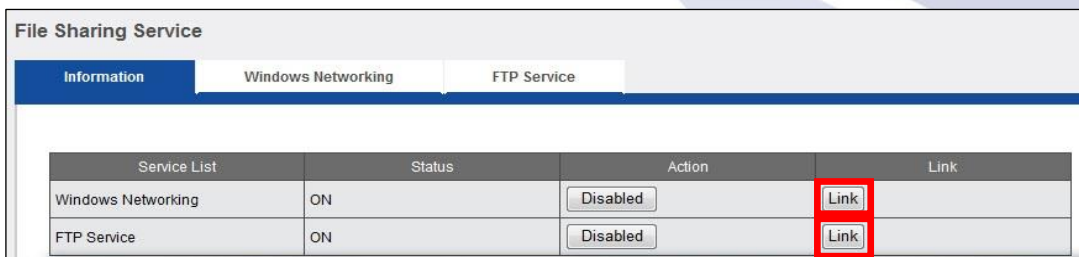 File Sharing Service
Information Windows Networking FTP Service
Service List Status Action Link
Windows Networking ON Disabled Link
FTP Service ON Disabled Link